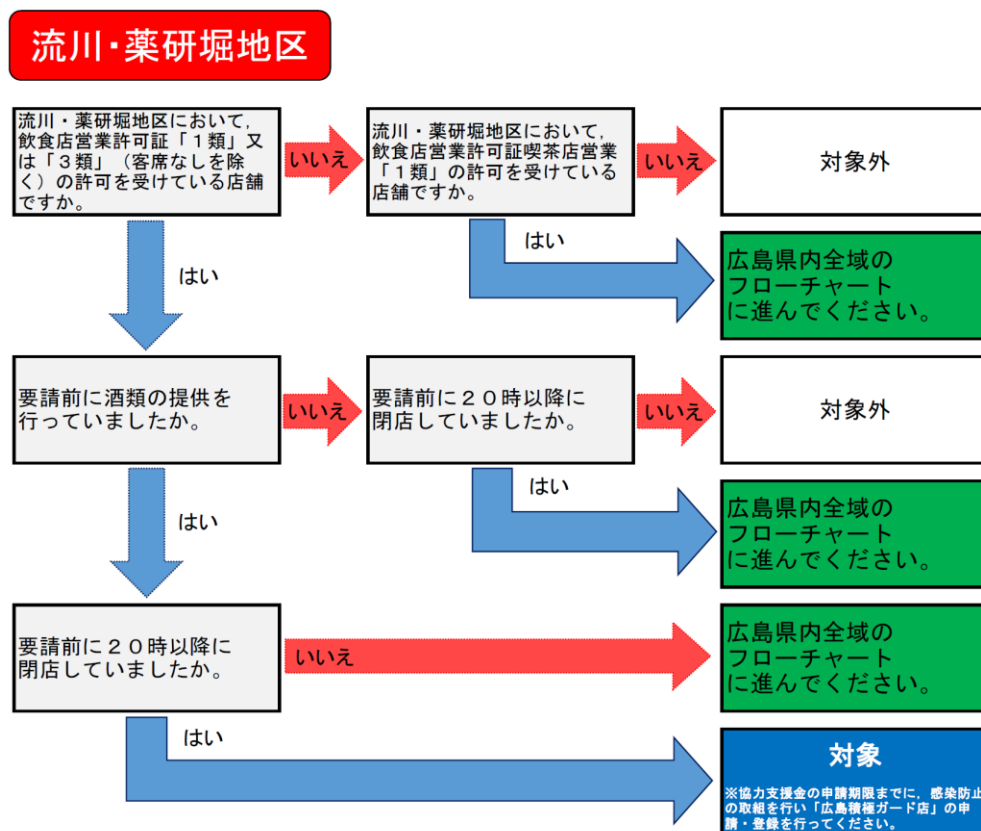 流川・薬研堀地区
流川・薬研堀地区において，
飲食店営業許可証「１類」又
は「３類」（客席なしを除
く）の許可を受けている店舗
ですか。
いいえ
流川・薬研堀地区において，
飲食店営業許可証喫茶店営業
「１類」の許可を受けている
店舗ですか。
いいえ
対象外
はい
はい
広島県内全域の
フローチャート
に進んでください。
要請前に酒類の提供を
行っていましたか。
いいえ
要請前に２０時以降に
閉店していましたか。
いいえ
対象外
はい
はい
広島県内全域の
フローチャート
に進んでください。
要請前に２０時以降に
閉店していましたか。
いいえ
広島県内全域の
フローチャート
に進んでください。
はい
対象
※協力支援金の申請期限までに，感染防止
の取組を行い「広島積極ガード店」の申
請・登録を行ってください。